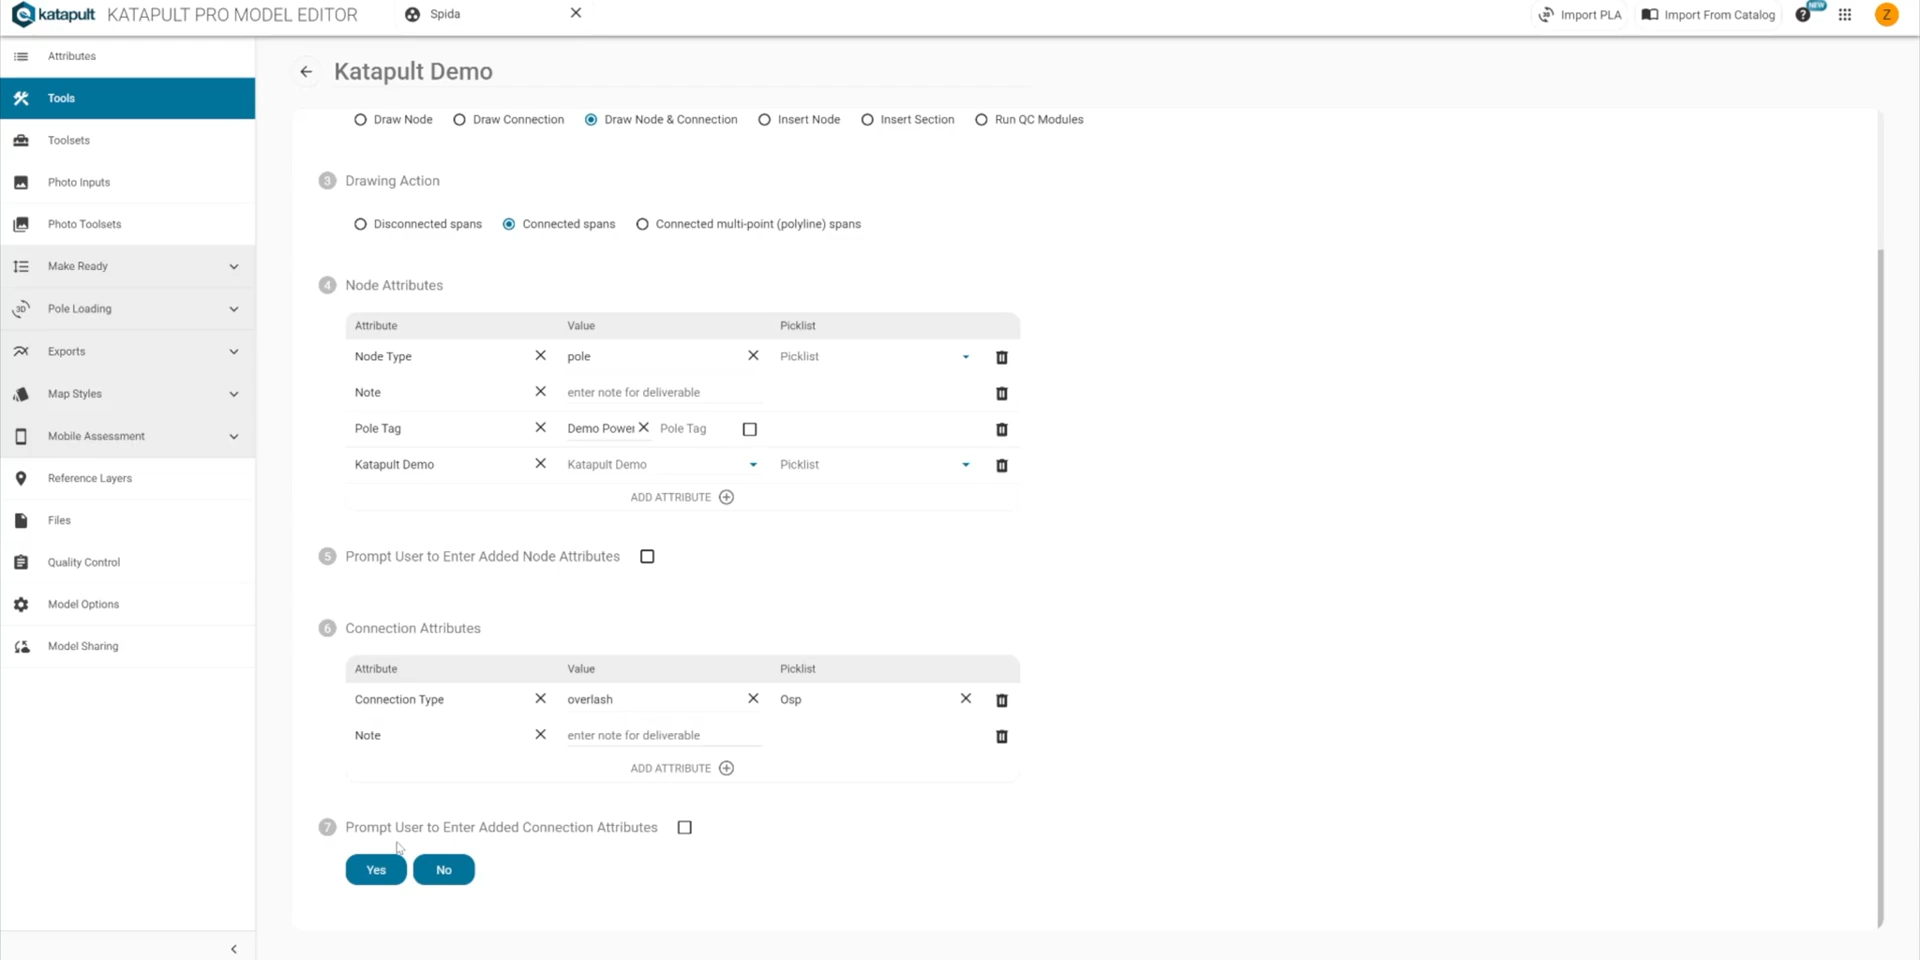 katapult KATAPULT PRO MODEL EDITOR
Spida
Import PLA
Import From Catalog
NEW
Z
Attributes
Tools
Toolsets
Photo Inputs
Photo Toolsets
Make Ready
3D Pole Loading
Exports
Map Styles
Mobile Assessment
Reference Layers
Files
Quality Control
Model Options
Model Sharing
Katapult Demo
Draw Node Draw Connection Draw Node & Connection Insert Node Insert Section Run QC Modules
3 Drawing Action
Disconnected spans Connected spans Connected multi-point (polyline) spans
4 Node Attributes
Attribute Value Picklist
Node Type pole Picklist
Note enter note for deliverable
Pole Tag Demo Power Pole Tag
Katapult Demo Katapult Demo Picklist
ADD ATTRIBUTE
5 Prompt User to Enter Added Node Attributes
6 Connection Attributes
Attribute Value Picklist
Connection Type overlash Osp
Note enter note for deliverable
ADD ATTRIBUTE
7 Prompt User to Enter Added Connection Attributes
Yes No